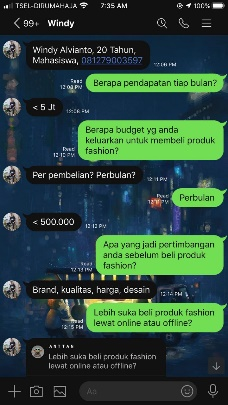 TSEL-DIRUMAHAJA
7:35 AM
100%
99+ Windy
Windy Alvianto, 20 Tahun,
Mahasiswa, 081279003597
12:06 PM
Berapa pendapatan tiap bulan?
Read
12:08 PM
< 5 Jt
12:08 PM
Berapa budget yg anda
keluarkan untuk membeli produk
fashion?
Read
12:10 PM
Per pembelian? Perbulan?
12:11 PM
Perbulan
Read
12:12 PM
< 500,000
12:12 PM
Apa yang jadi pertimbangan
anda sebelum beli produk
fashion?
Read
12:13 PM
Brand, kualitas, harga, desain
12:14 PM
Lebih suka beli produk fashion
lewat online atau offline?
Read
12:15 PM
Lebih suka beli produk fashion
lewat online atau offline?
Aa